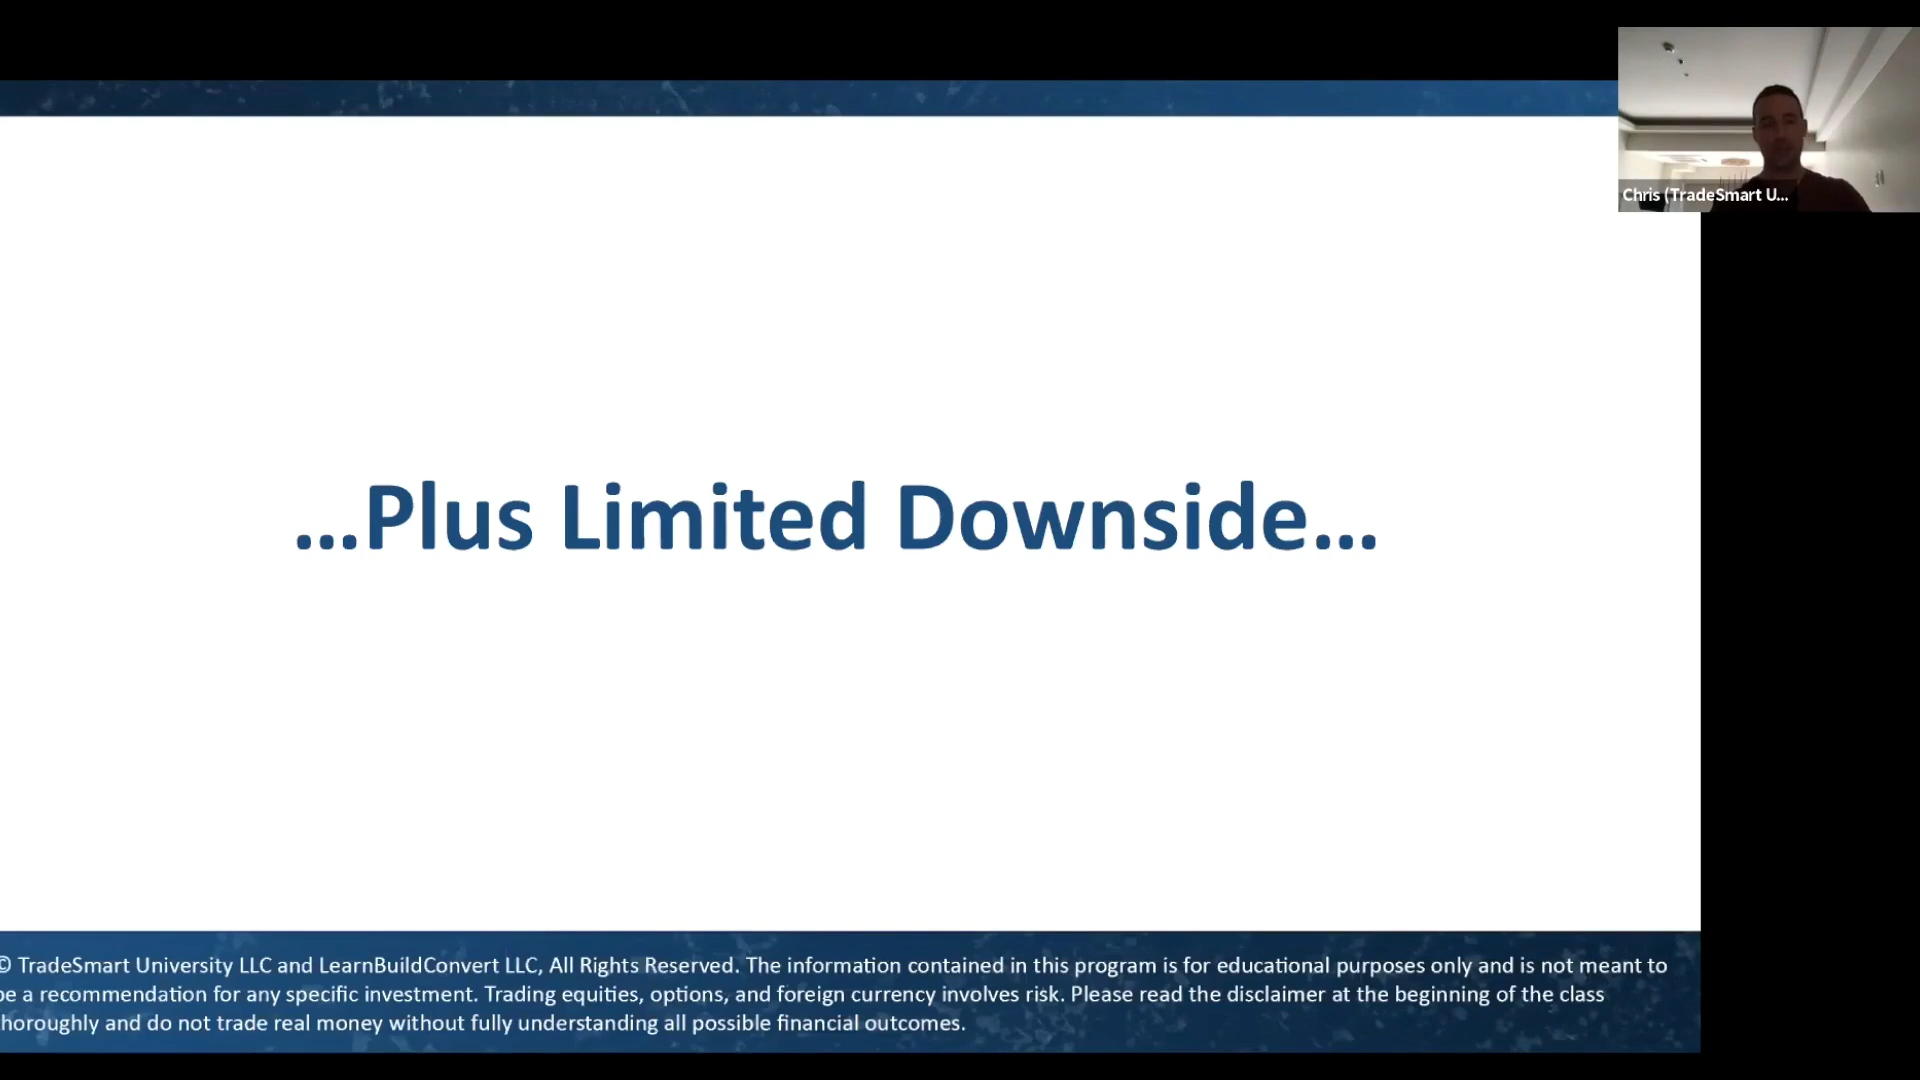 Chris (TradeSmart U...
...Plus Limited Downside...
© TradeSmart University LLC and LearnBuildConvert LLC, All Rights Reserved. The information contained in this program is for educational purposes only and is not meant to
be a recommendation for any specific investment. Trading equities, options, and foreign currency involves risk. Please read the disclaimer at the beginning of the class
horoughly and do not trade real money without fully understanding all possible financial outcomes.